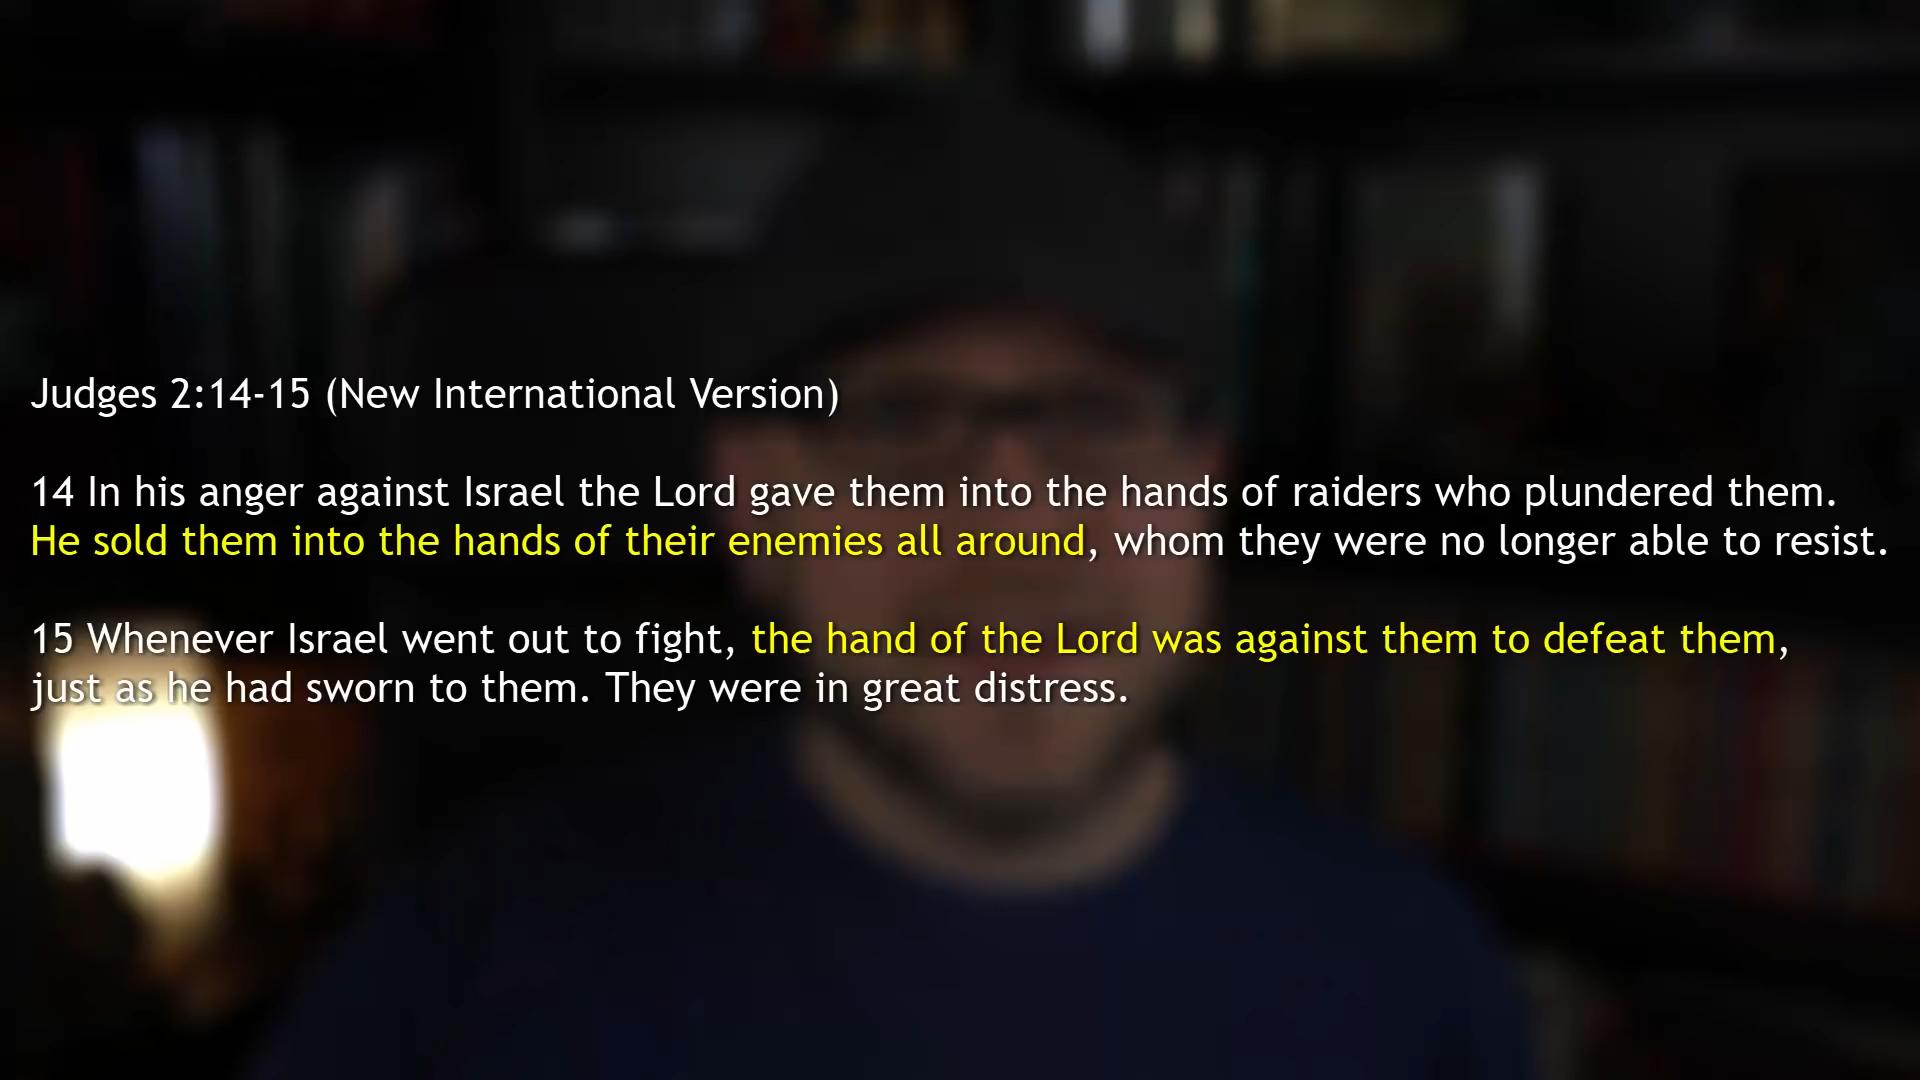 Judges 2:14-15 (New International Version)
14 In his anger against Israel the Lord gave them into the hands of raiders who plundered them.
He sold them into the hands of their enemies all around, whom they were no longer able to resist.
15 Whenever Israel went out to fight, the hand of the Lord was against them to defeat them,
just as he had sworn to them. They were in great distress.